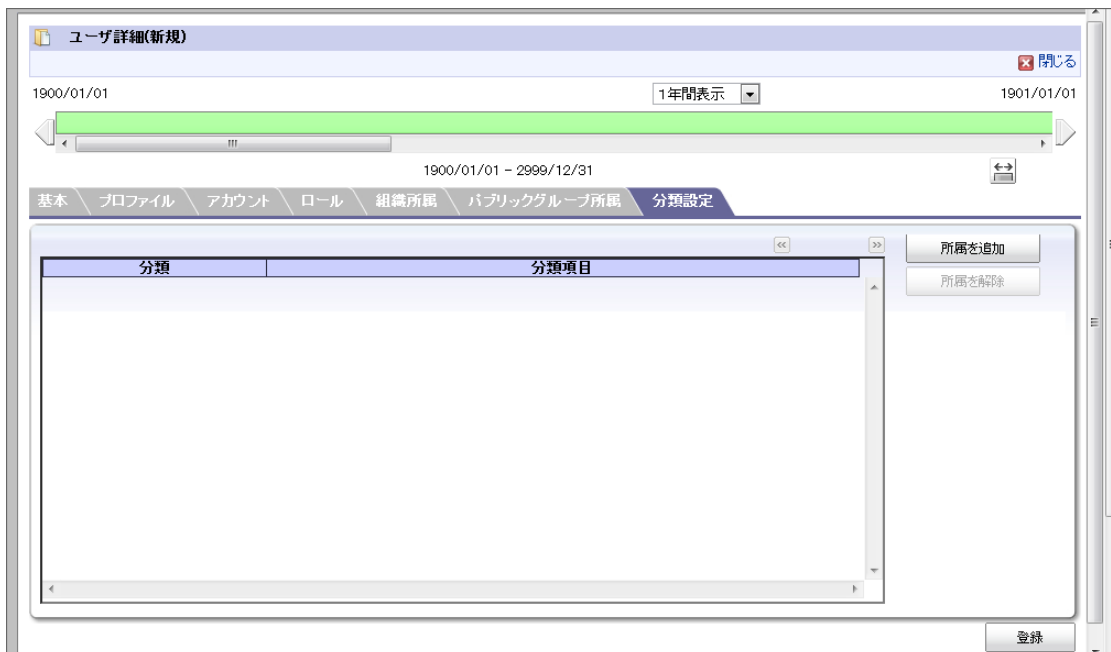 ユーザ詳細(新規)
閉じる
1900/01/01 1年間表示 1901/01/01
1900/01/01 - 2999/12/31
基本 プロファイル アカウント ロール 組織所属 パブリックグループ所属 分類設定
所属を追加
分類 分類項目
所属を解除
登録